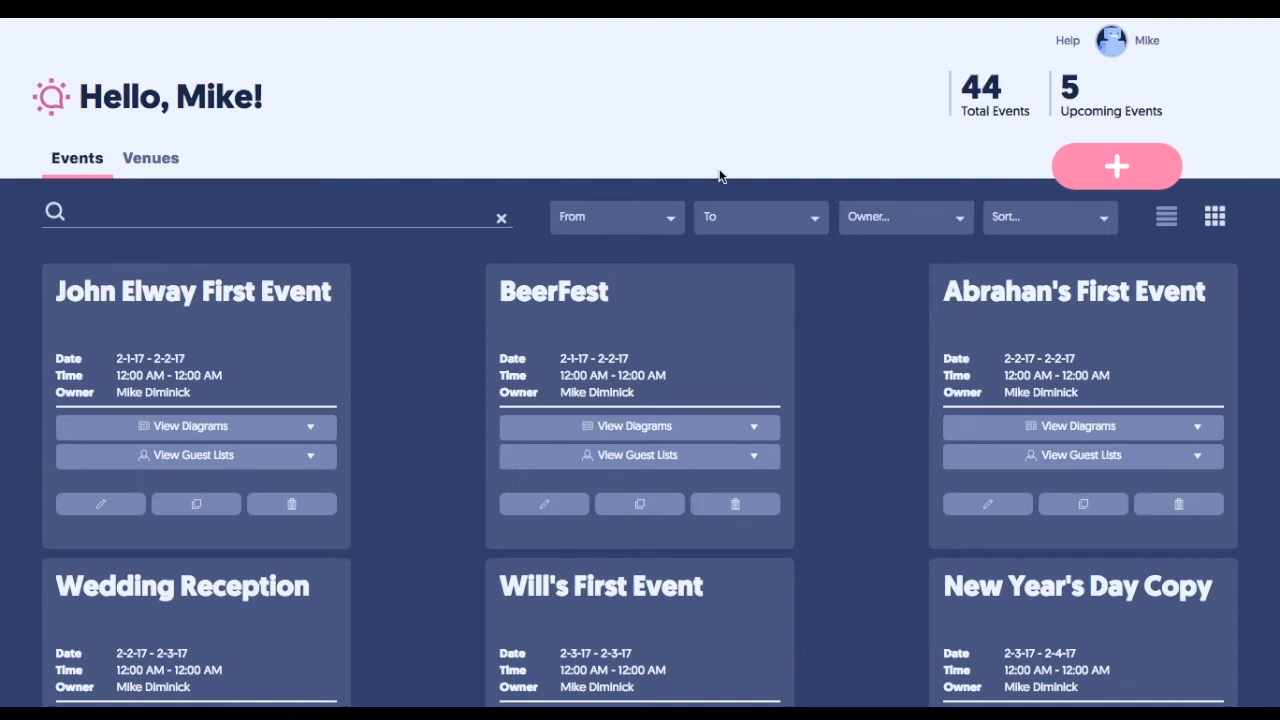 Help Mike
Hello, Mike!
44 5
Total Events Upcoming Events
Events Venues
From To Owner... Sort...
John Elway First Event
Date 2-1-17 - 2-2-17
Time 12:00 AM - 12:00 AM
Owner Mike Diminick
View Diagrams
View Guest Lists
BeerFest
Date 2-1-17 - 2-2-17
Time 12:00 AM - 12:00 AM
Owner Mike Diminick
View Diagrams
View Guest Lists
Abrahan's First Event
Date 2-2-17 - 2-2-17
Time 12:00 AM - 12:00 AM
Owner Mike Diminick
View Diagrams
View Guest Lists
Wedding Reception
Date 2-2-17 - 2-3-17
Time 12:00 AM - 12:00 AM
Owner Mike Diminick
Will's First Event
Date 2-3-17 - 2-3-17
Time 12:00 AM - 12:00 AM
Owner Mike Diminick
New Year's Day Copy
Date 2-3-17 - 2-4-17
Time 12:00 AM - 12:00 AM
Owner Mike Diminick